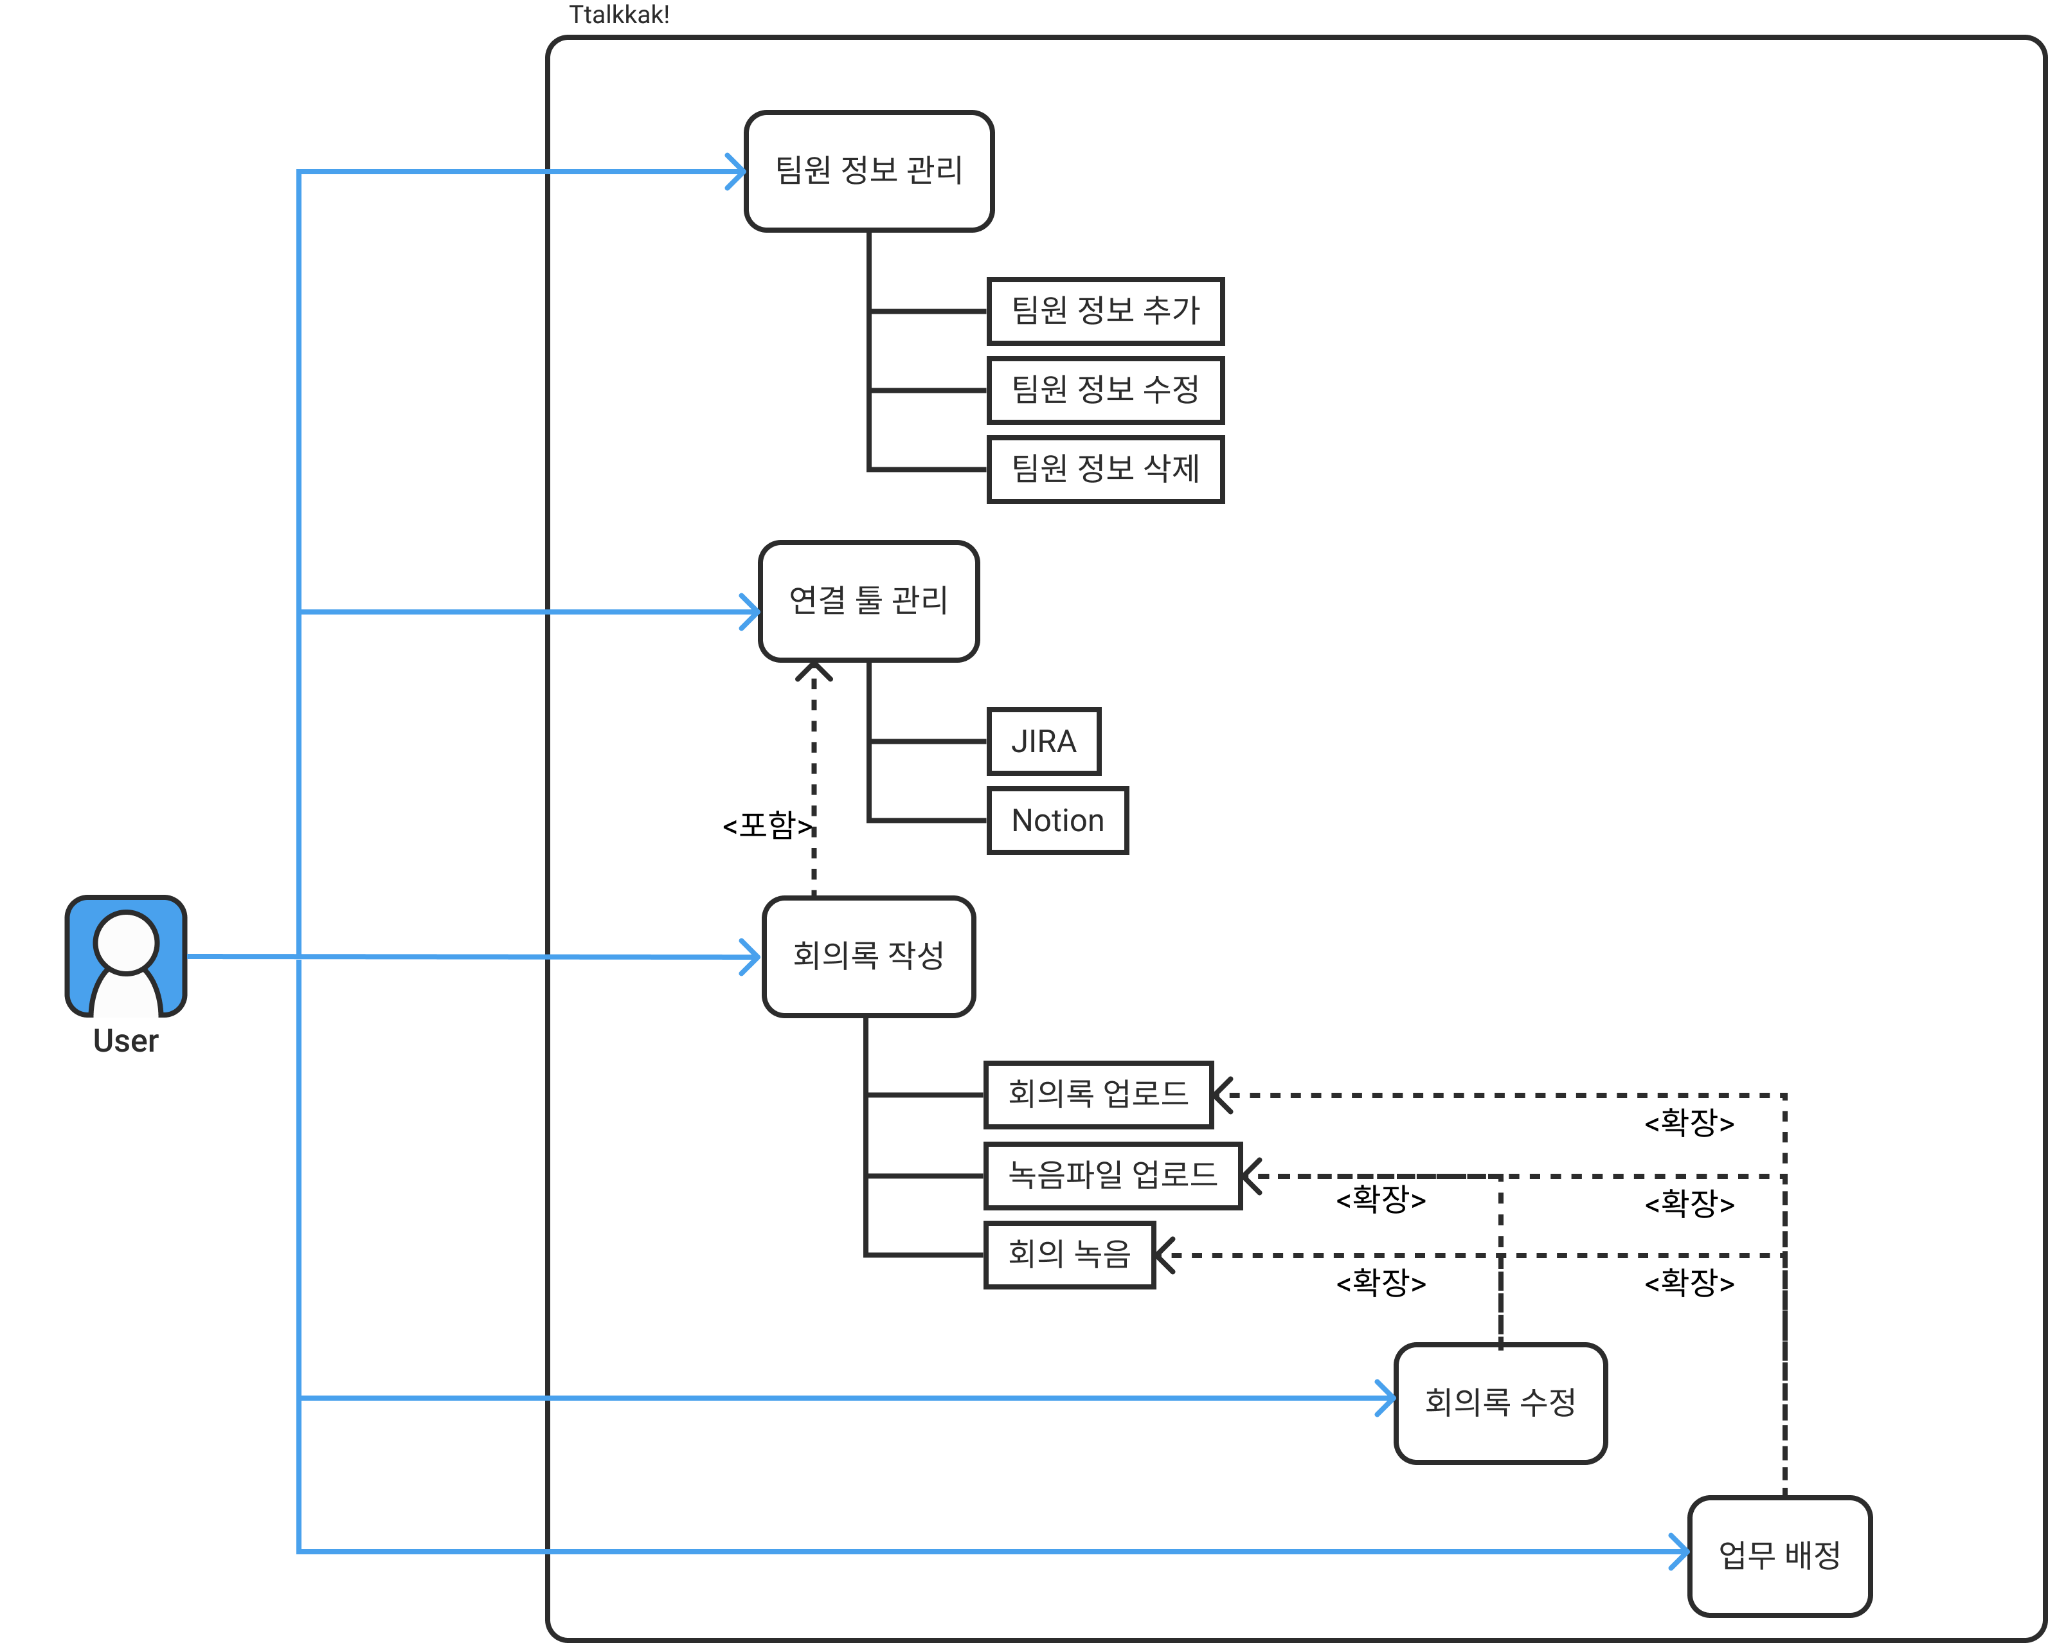 Ttalkkak!
팀원 정보 관리
팀원 정보 추가
팀원 정보 수정
팀원 정보 삭제
연결 툴 관리
JIRA
Notion
<포함>
회의록 작성
User
회의록 업로드
<확장>
녹음파일 업로드
<확장>
<확장>
회의 녹음
<확장>
<확장>
회의록 수정
업무 배정